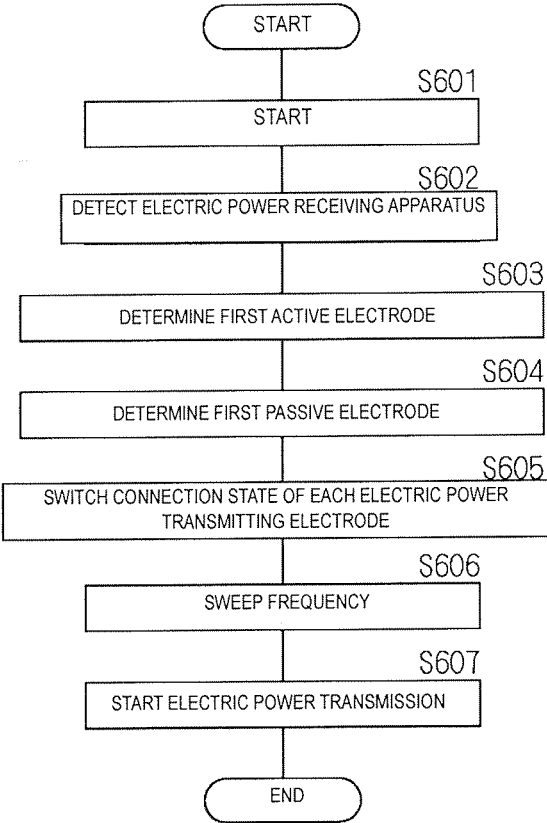 START
S601
START
S602
DETECT ELECTRIC POWER RECEIVING APPARATUS
S603
DETERMINE FIRST ACTIVE ELECTRODE
S604
DETERMINE FIRST PASSIVE ELECTRODE
S605
SWITCH CONNECTION STATE OF EACH ELECTRIC POWER
TRANSMITTING ELECTRODE
S606
SWEEP FREQUENCY
S607
START ELECTRIC POWER TRANSMISSION
END